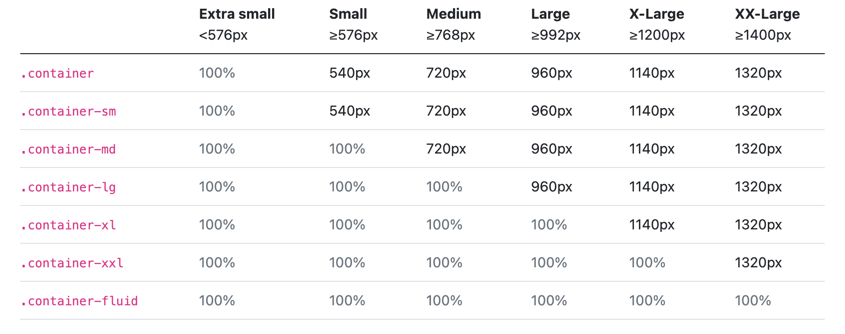 Extra small Small Medium Large X-Large XX-Large
<576px ≥576px ≥768px ≥992px ≥1200px ≥1400px
.container 100% 540px 720px 960px 1140px 1320px
.container-sm 100% 540px 720px 960px 1140px 1320px
.container-md 100% 100% 720px 960px 1140px 1320px
.container-lg 100% 100% 100% 960px 1140px 1320px
.container-xl 100% 100% 100% 100% 1140px 1320px
.container-xxl 100% 100% 100% 100% 100% 1320px
.container-fluid 100% 100% 100% 100% 100% 100%